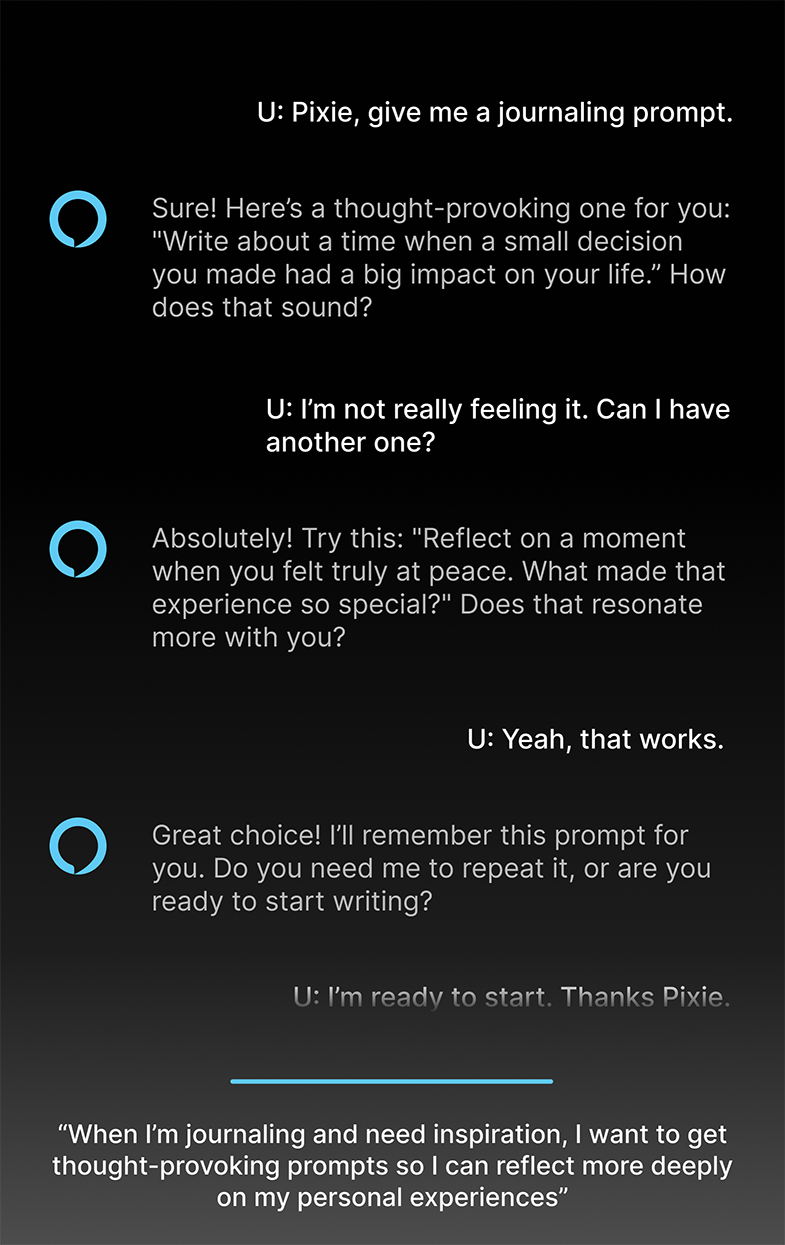 U: Pixie, give me a journaling prompt.
Sure! Here’s a thought-provoking one for you:
"Write about a time when a small decision
you made had a big impact on your life.” How
does that sound?
U: I’m not really feeling it. Can I have
another one?
Absolutely! Try this: "Reflect on a moment
when you felt truly at peace. What made that
experience so special?" Does that resonate
more with you?
U: Yeah, that works.
Great choice! I’ll remember this prompt for
you. Do you need me to repeat it, or are you
ready to start writing?
U: I’m ready to start. Thanks Pixie.
“When I’m journaling and need inspiration, I want to get
thought-provoking prompts so I can reflect more deeply
on my personal experiences”